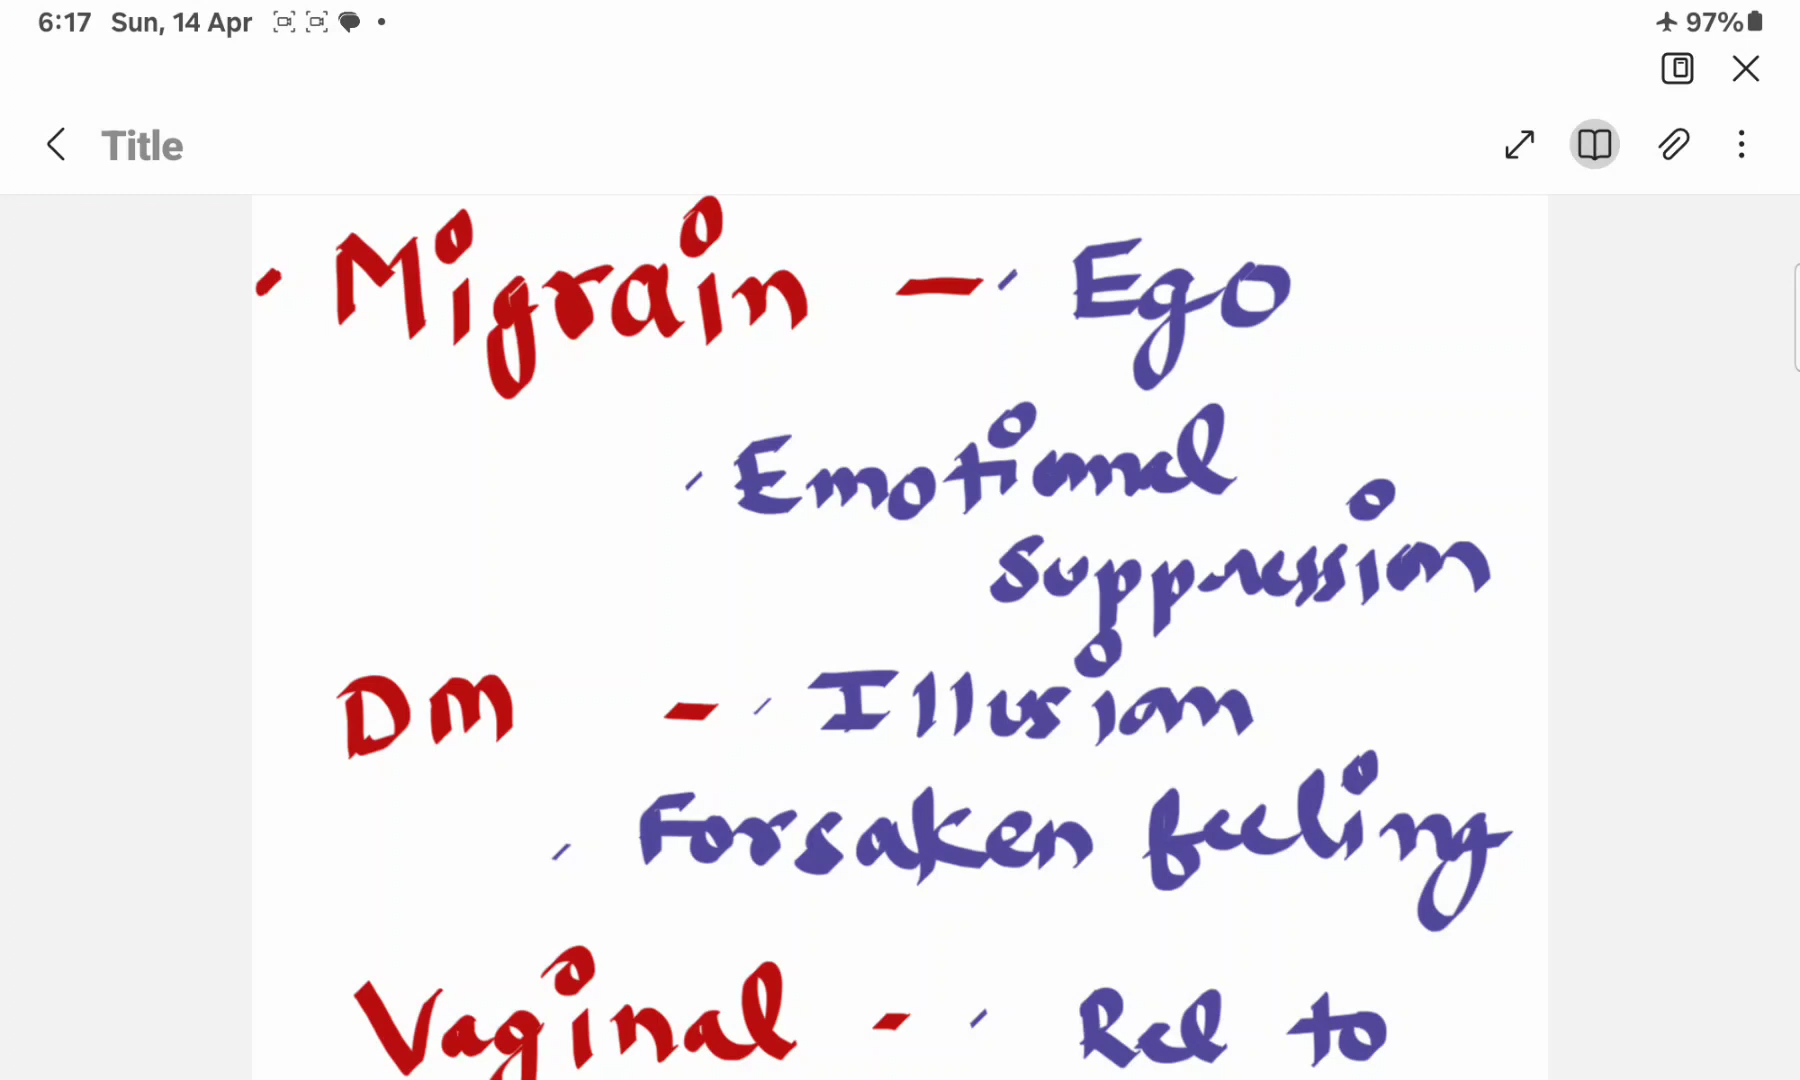 6:17 Sun, 14 Apr 97%
Title
• Migrain - ' Ego
' Emotional
suppression
Dm - ' Illusion
' Forsaken feeling
Vaginal - ' Rel to